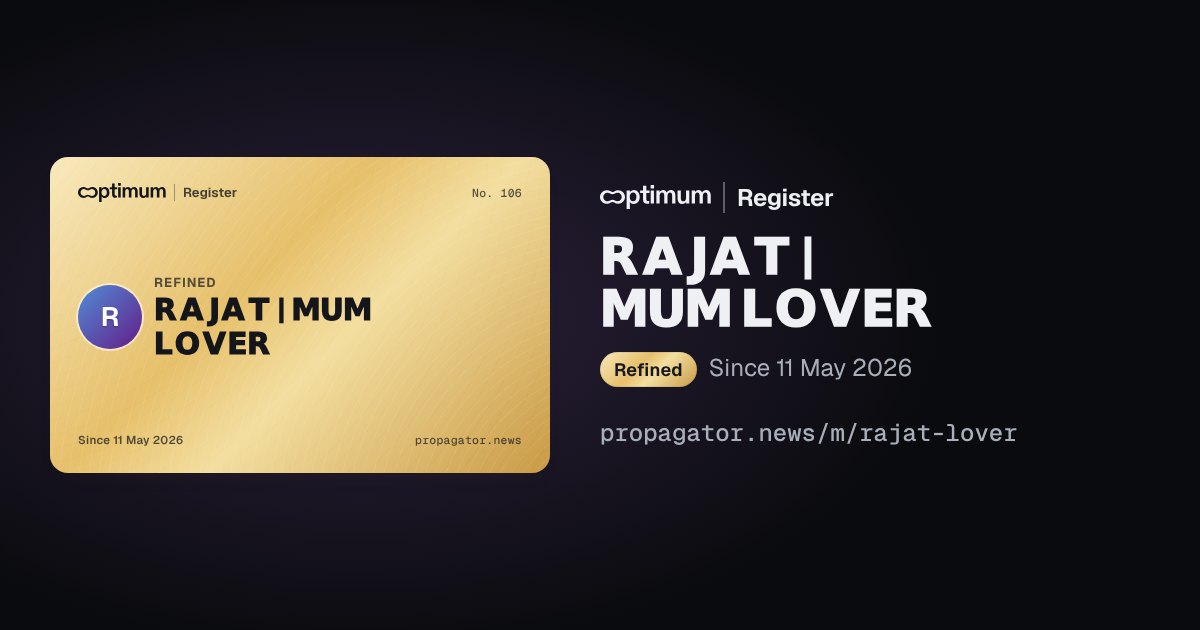 optimum | Register
No. 106
REFINED
R
RAJAT | MUM
LOVER
Since 11 May 2026
propagator.news
optimum | Register
RAJAT |
MUM LOVER
Refined
Since 11 May 2026
propagator.news/m/rajat-lover